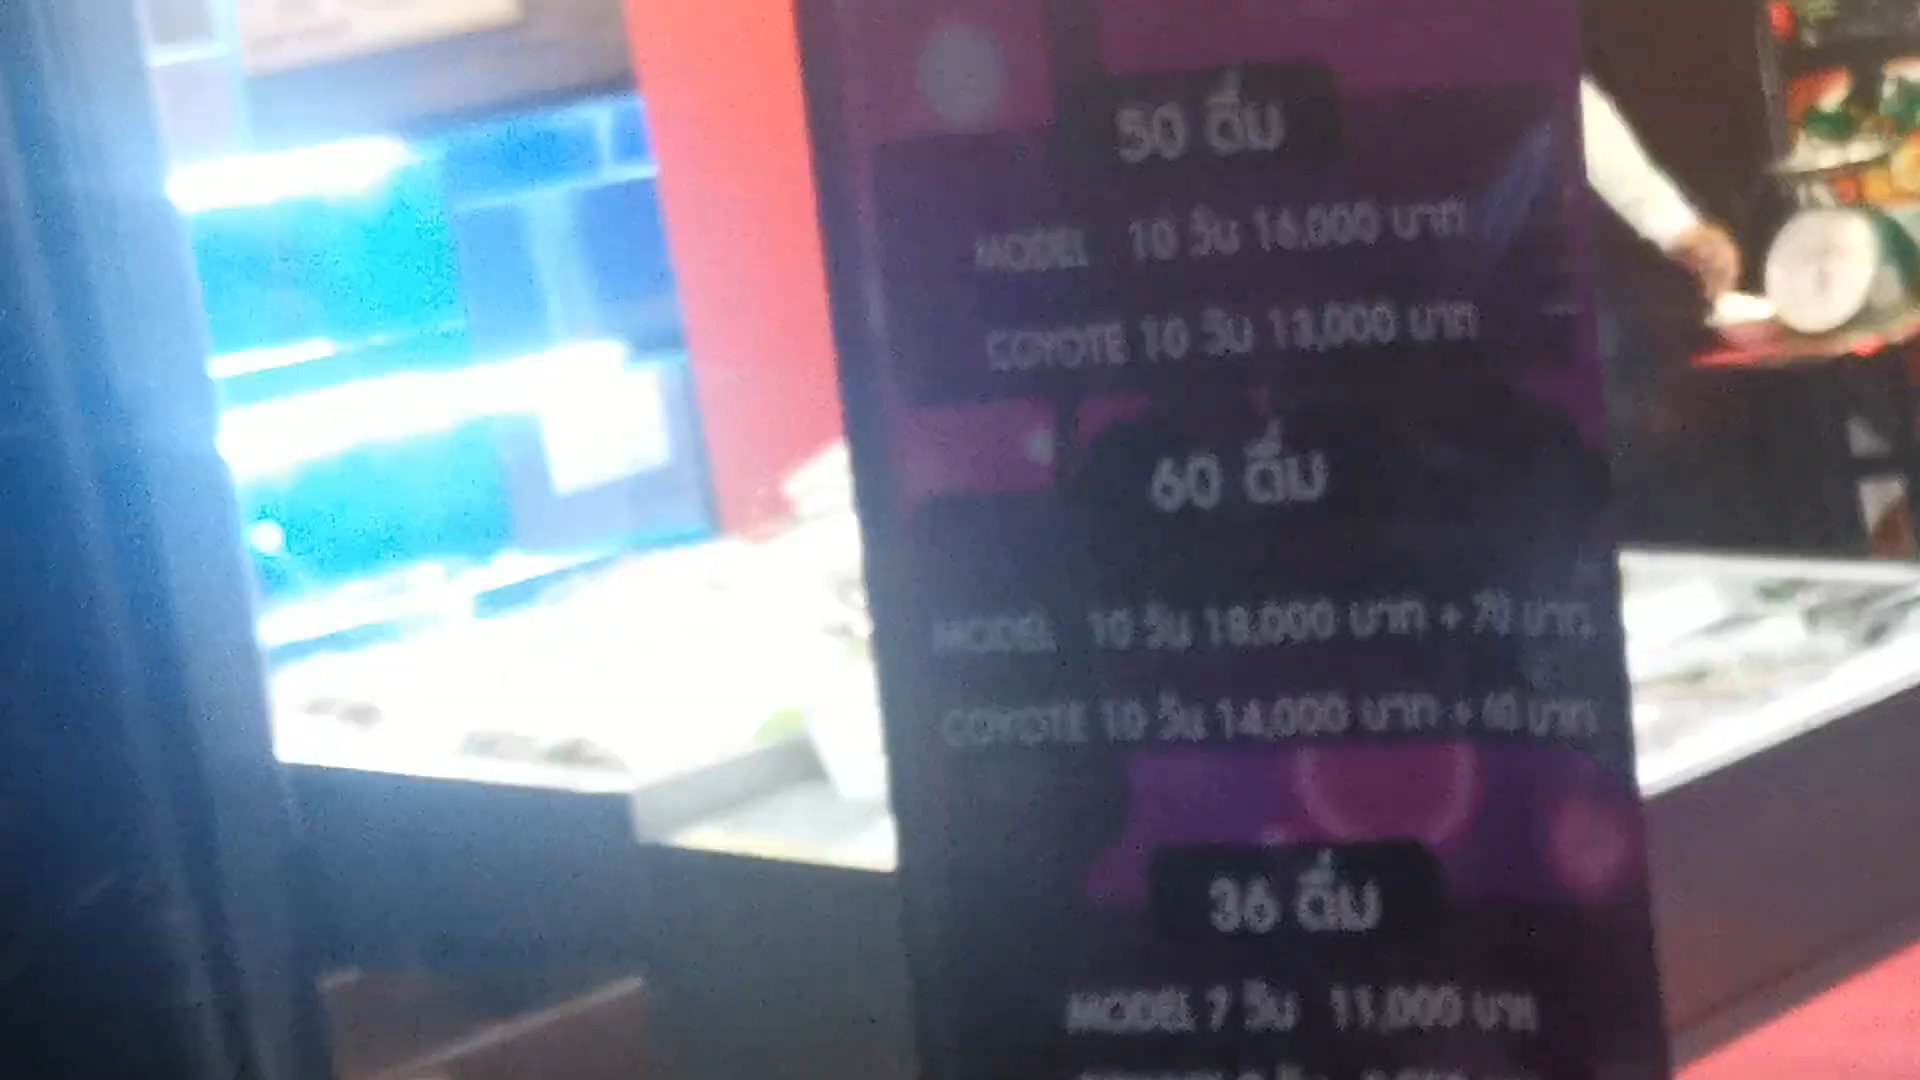 50 ดื่ม
MODEL 10 วัน 16,000 บาท
COYOTE 10 วัน 13,000 บาท
60 ดื่ม
MODEL 10 วัน 18,000 บาท + 70 บาท
COYOTE 10 วัน 14,000 บาท + 60 บาท
36 ดื่ม
MODEL 7 วัน 11,000 บาท